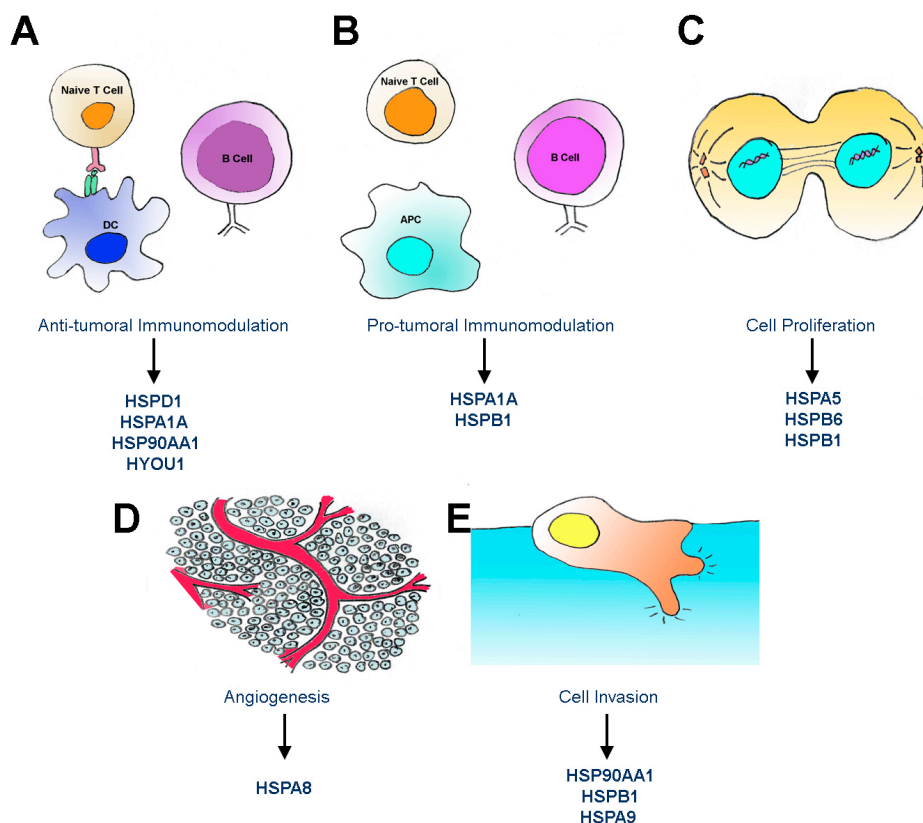 A
B
C
Naive T Cell
B Cell
DC
Naive T Cell
B Cell
APC
Anti-tumoral Immunomodulation
Pro-tumoral Immunomodulation
Cell Proliferation
HSPD1
HSPA1A
HSP90AA1
HYOU1
HSPA1A
HSPB1
HSPA5
HSPB6
HSPB1
D
E
Angiogenesis
Cell Invasion
HSPA8
HSP90AA1
HSPB1
HSPA9